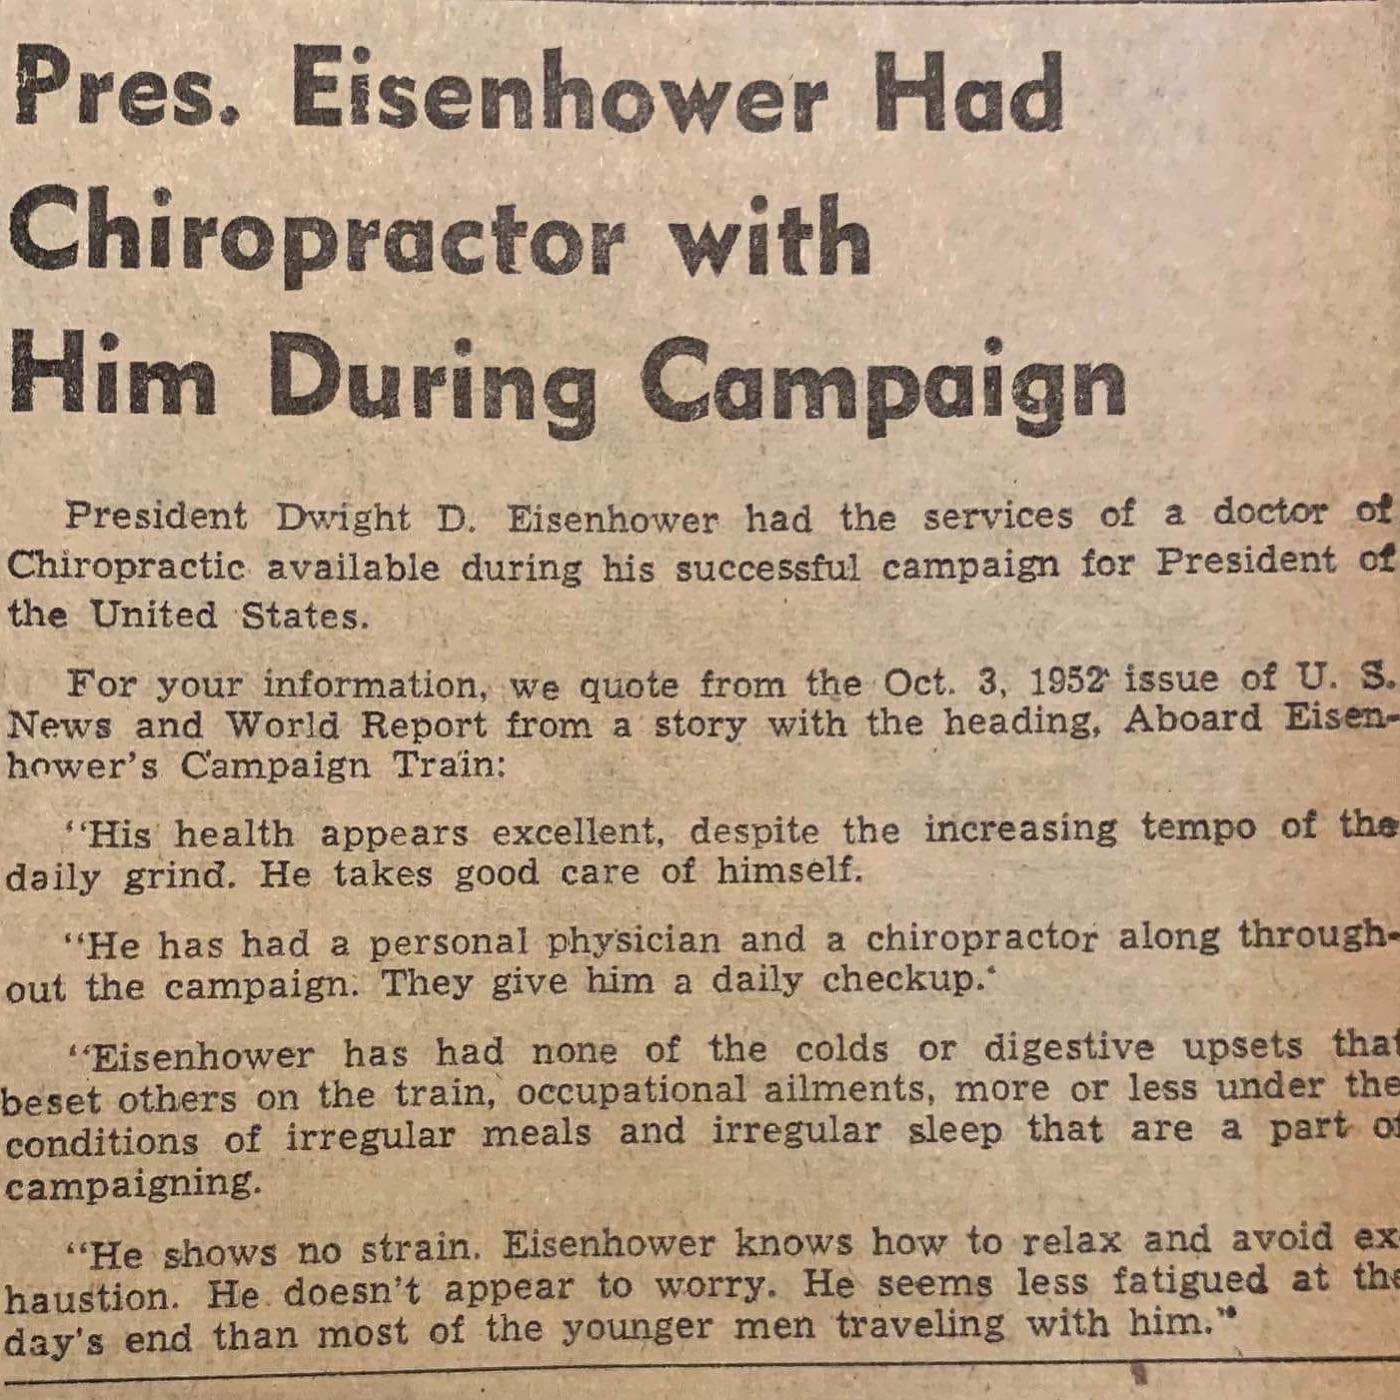 Pres. Eisenhower Had
Chiropractor with
Him During Campaign
President Dwight D. Eisenhower had the services of a doctor of
Chiropractic available during his successful campaign for President of
the United States.
For your information, we quote from the Oct. 3, 1952 issue of U. S.
News and World Report from a story with the heading, Aboard Eisen-
hower's Campaign Train:
"His health appears excellent, despite the increasing tempo of the
daily grind. He takes good care of himself.
"He has had a personal physician and a chiropractor along through-
out the campaign. They give him a daily checkup.'
"Eisenhower has had none of the colds or digestive upsets that
beset others on the train, occupational ailments, more or less under the
conditions of irregular meals and irregular sleep that are a part of
campaigning.
"He shows no strain. Eisenhower knows how to relax and avoid ex
haustion. He doesn't appear to worry. He seems less fatigued at the
day's end than most of the younger men traveling with him."